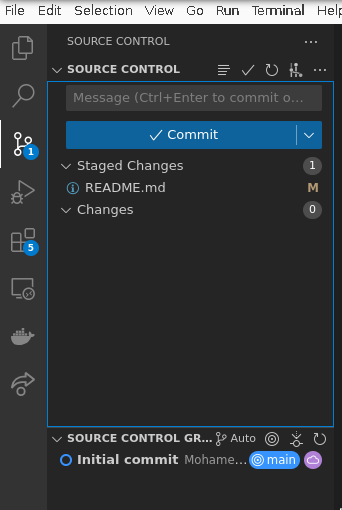 File Edit Selection View Go Run Terminal Help
SOURCE CONTROL
SOURCE CONTROL
Message (Ctrl+Enter to commit o...
Commit
1
Staged Changes 1
README.md M
Changes 0
5
SOURCE CONTROL GR... Auto
Initial commit Mohame... main